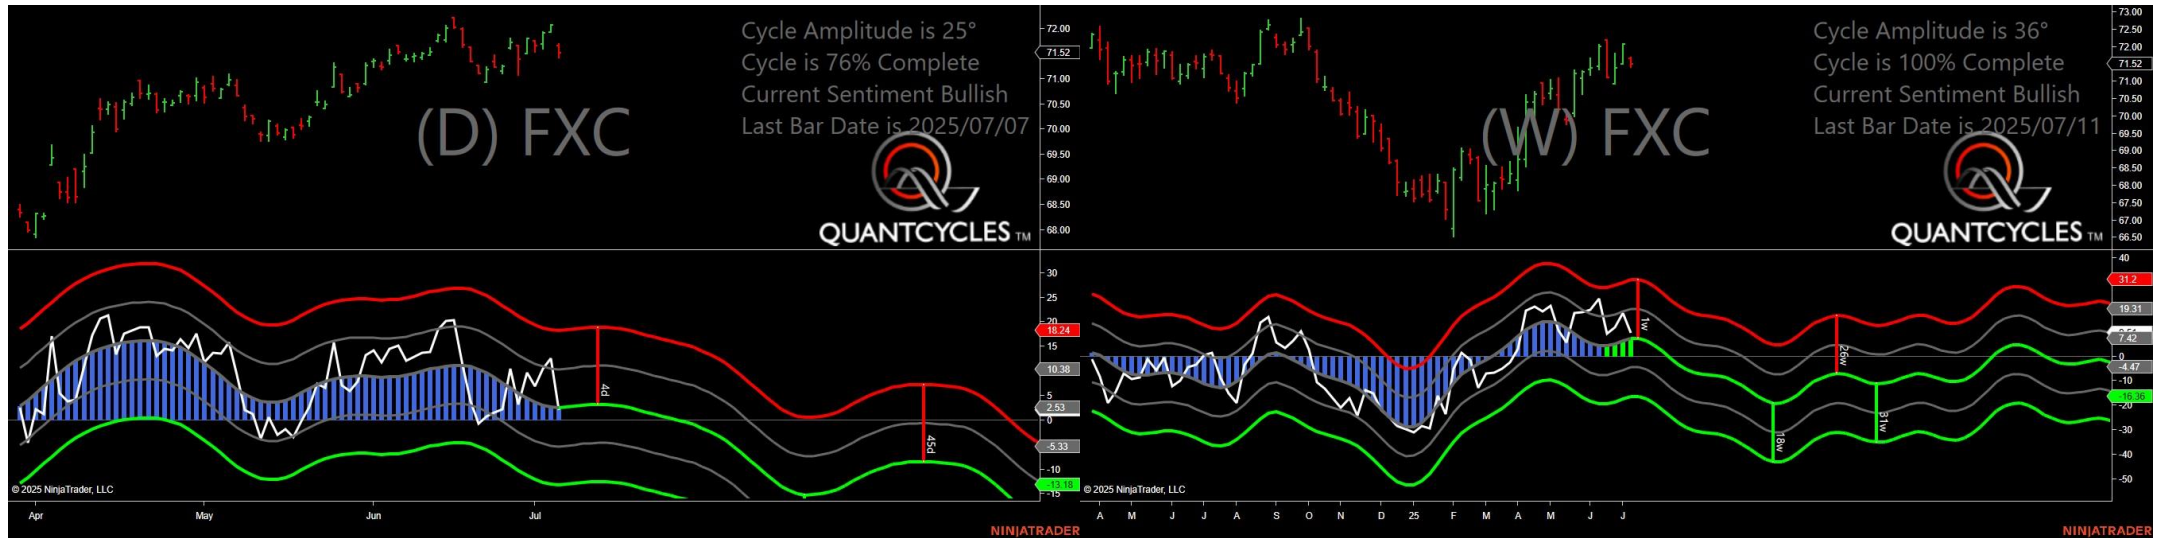 Cycle Amplitude is 25°
Cycle is 76% Complete
Current Sentiment Bullish
Last Bar Date is 2025/07/07
(D) FXC
QUANTCYCLES TM
72.00
71.52
71.00
70.50
70.00
69.50
69.00
68.50
68.00
30
25
20
18.24
15
10.38
5
2.53
0
-5.33
-10
-13.18
-15
4d
45d
© 2025 NinjaTrader, LLC
Apr May Jun Jul
NINJATRADER
Cycle Amplitude is 36°
Cycle is 100% Complete
Current Sentiment Bullish
Last Bar Date is 2025/07/11
(W) FXC
QUANTCYCLES TM
73.00
72.50
72.00
71.52
71.00
70.50
70.00
69.50
69.00
68.50
68.00
67.50
67.00
66.50
40
31.2
19.31
7.42
0
-4.47
-10
-16.36
-20
-30
-40
-50
1w
26w
18w
31w
© 2025 NinjaTrader, LLC
A M J J A S O N D 25 F M A M J J
NINJATRADER